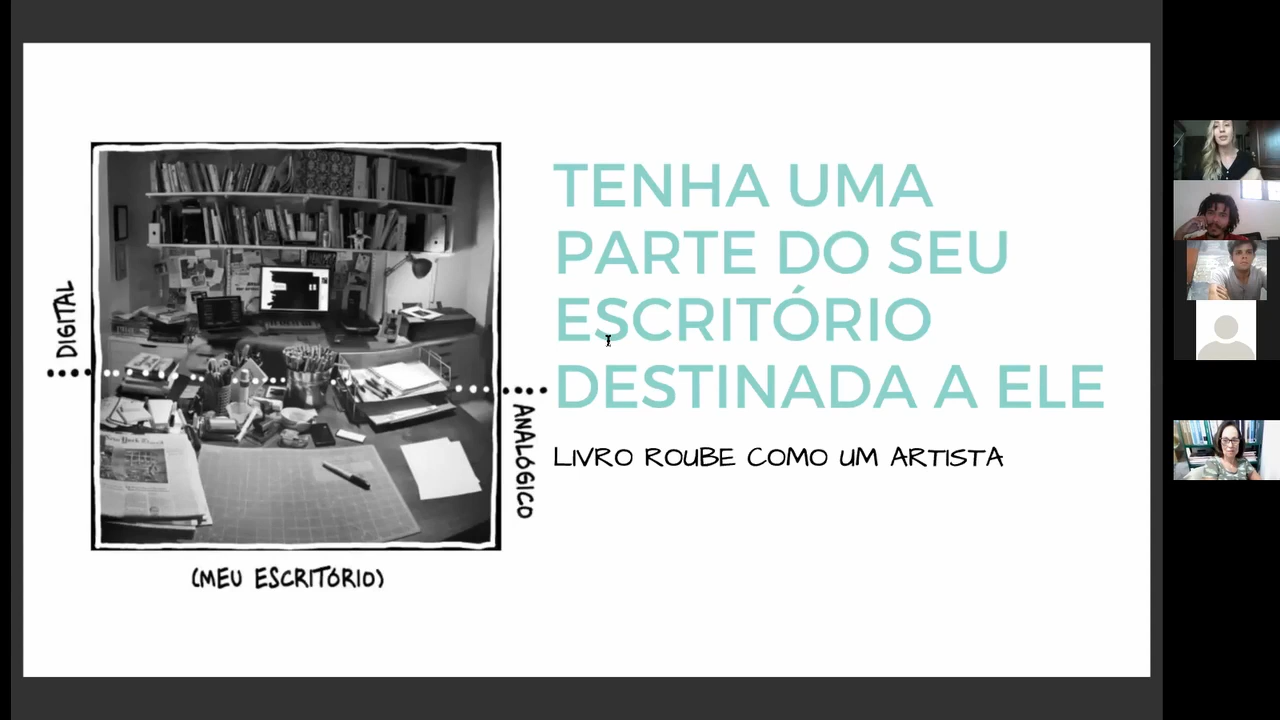 TENHA UMA
PARTE DO SEU
ESCRITÓRIO
DESTINADA A ELE
LIVRO ROUBE COMO UM ARTISTA
DIGITAL
ANALÓGICO
(MEU ESCRITÓRIO)